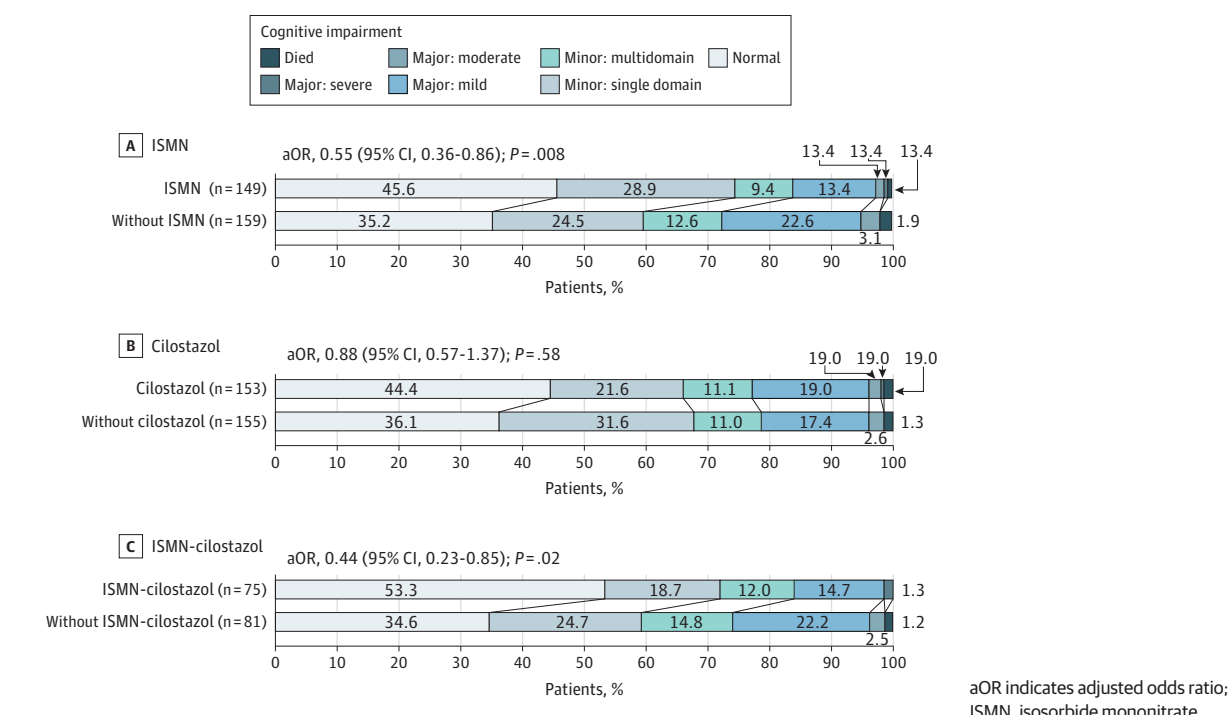 Cognitive impairment
Died Major: moderate Minor: multidomain Normal
Major: severe Major: mild Minor: single domain
A ISMN
aOR, 0.55 (95% CI, 0.36-0.86); P=.008
13.4 13.4 13.4
ISMN (n=149) 45.6 28.9 9.4 13.4
Without ISMN (n=159) 35.2 24.5 12.6 22.6 1.9
3.1
0 10 20 30 40 50 60 70 80 90 100
Patients, %
B Cilostazol
aOR, 0.88 (95% CI, 0.57-1.37); P=.58
19.0 19.0 19.0
Cilostazol (n=153) 44.4 21.6 11.1 19.0
Without cilostazol (n=155) 36.1 31.6 11.0 17.4 1.3
2.6
0 10 20 30 40 50 60 70 80 90 100
Patients, %
C ISMN-cilostazol
aOR, 0.44 (95% CI, 0.23-0.85); P=.02
ISMN-cilostazol (n=75) 53.3 18.7 12.0 14.7 1.3
Without ISMN-cilostazol (n=81) 34.6 24.7 14.8 22.2 1.2
2.5
0 10 20 30 40 50 60 70 80 90 100
Patients, %
aOR indicates adjusted odds ratio;
ISMN, isosorbide mononitrate